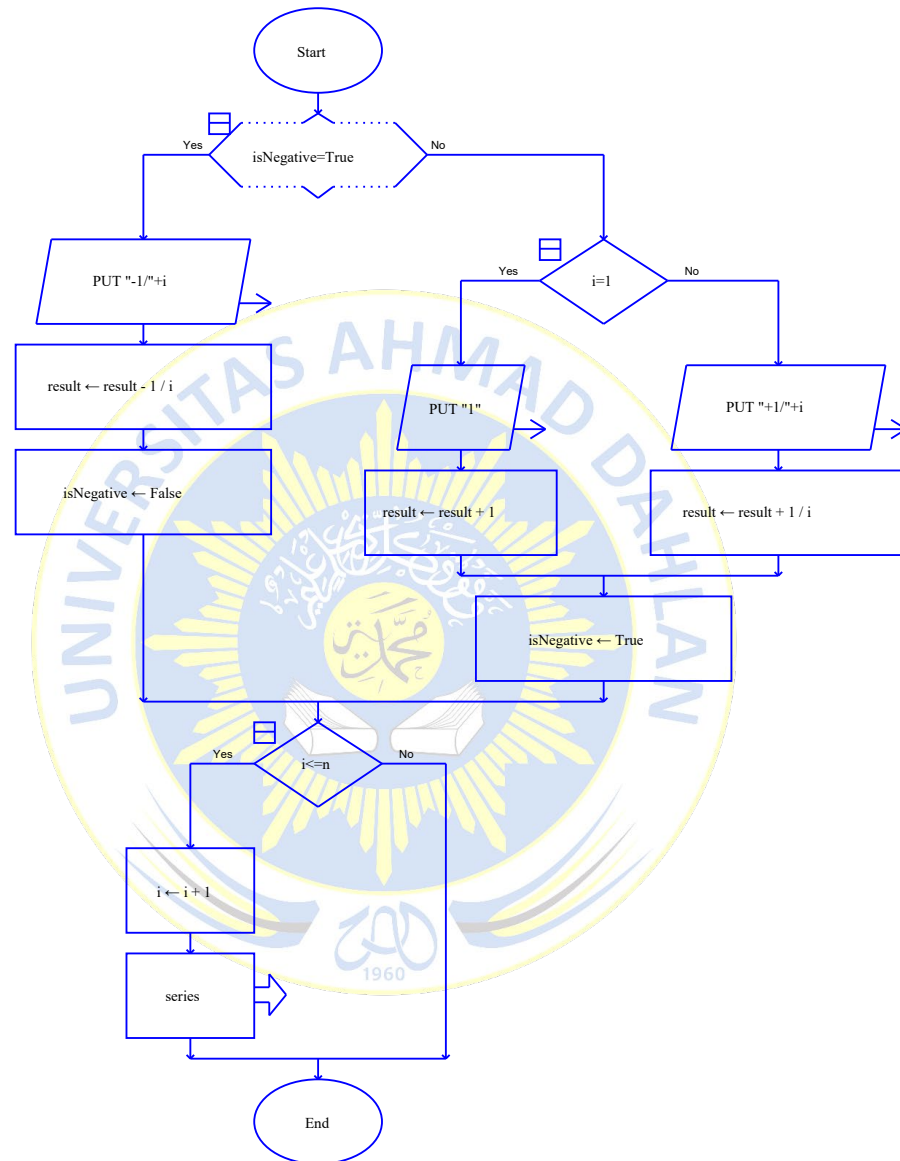 Start
isNegative=True
Yes
No
PUT "-1/"+i
i=1
Yes
No
result ← result - 1 / i
PUT "1"
PUT "+1/"+i
isNegative ← False
result ← result + 1
result ← result + 1 / i
isNegative ← True
i<=n
Yes
No
i ← i + 1
series
End
UNIVERSITAS AHMAD DAHLAN
1960